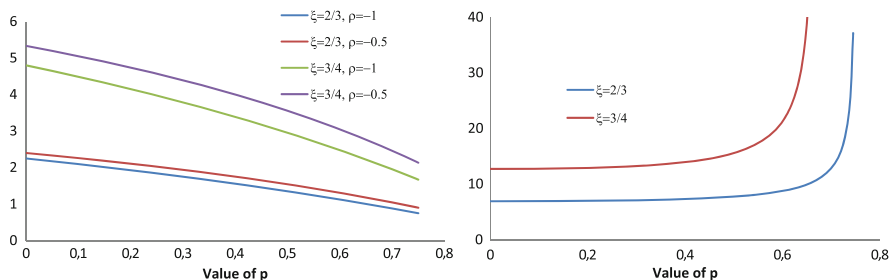 6
5
4
3
2
1
0
0 0,1 0,2 0,3 0,4 0,5 0,6 0,7 0,8
Value of p
ξ=2/3, ρ=−1
ξ=2/3, ρ=−0.5
ξ=3/4, ρ=−1
ξ=3/4, ρ=−0.5
40
30
20
10
0
0 0,2 0,4 0,6 0,8
Value of p
ξ=2/3
ξ=3/4